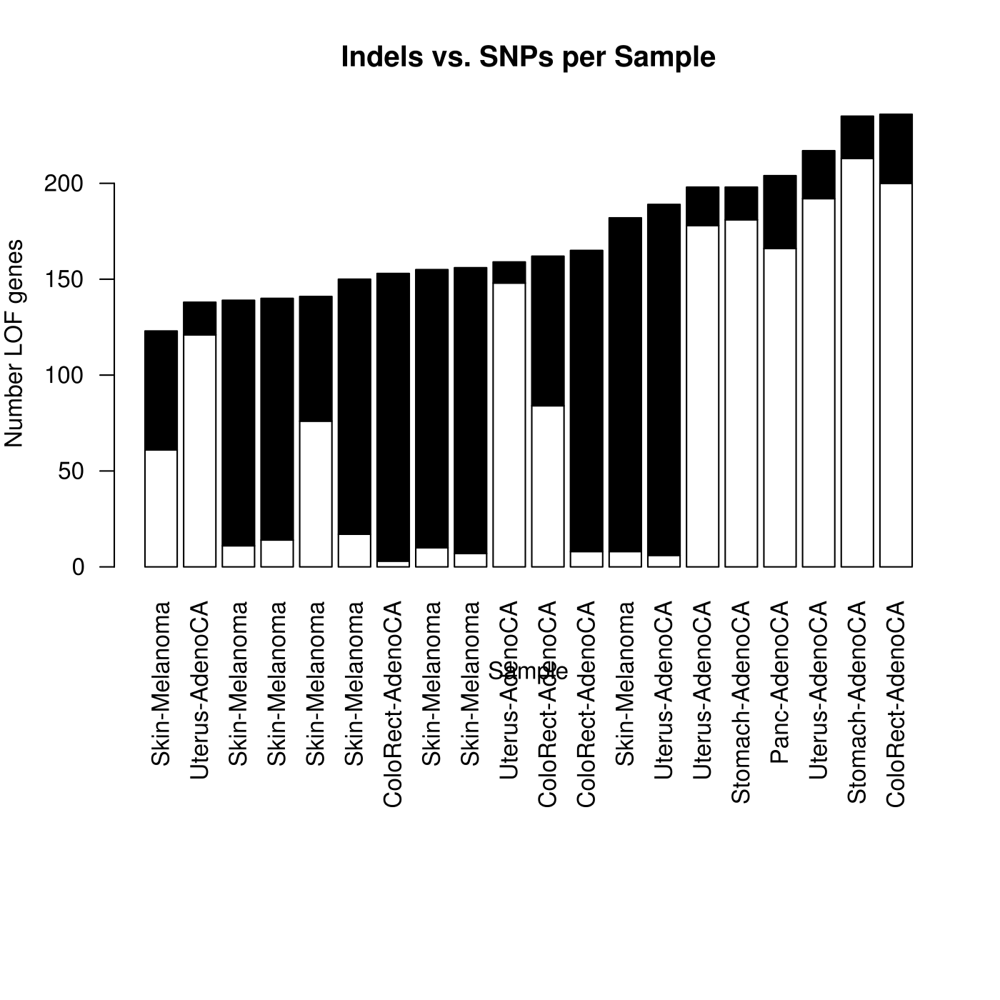 Indels vs. SNPs per Sample
Number LOF genes
200
150
100
50
0
Skin-Melanoma
Uterus-AdenoCA
Skin-Melanoma
Skin-Melanoma
Skin-Melanoma
Skin-Melanoma
ColoRect-AdenoCA
Skin-Melanoma
Skin-Melanoma
Uterus-AdenoCA
ColoRect-AdenoCA
ColoRect-AdenoCA
Skin-Melanoma
Uterus-AdenoCA
Uterus-AdenoCA
Stomach-AdenoCA
Panc-AdenoCA
Uterus-AdenoCA
Stomach-AdenoCA
ColoRect-AdenoCA
Sample